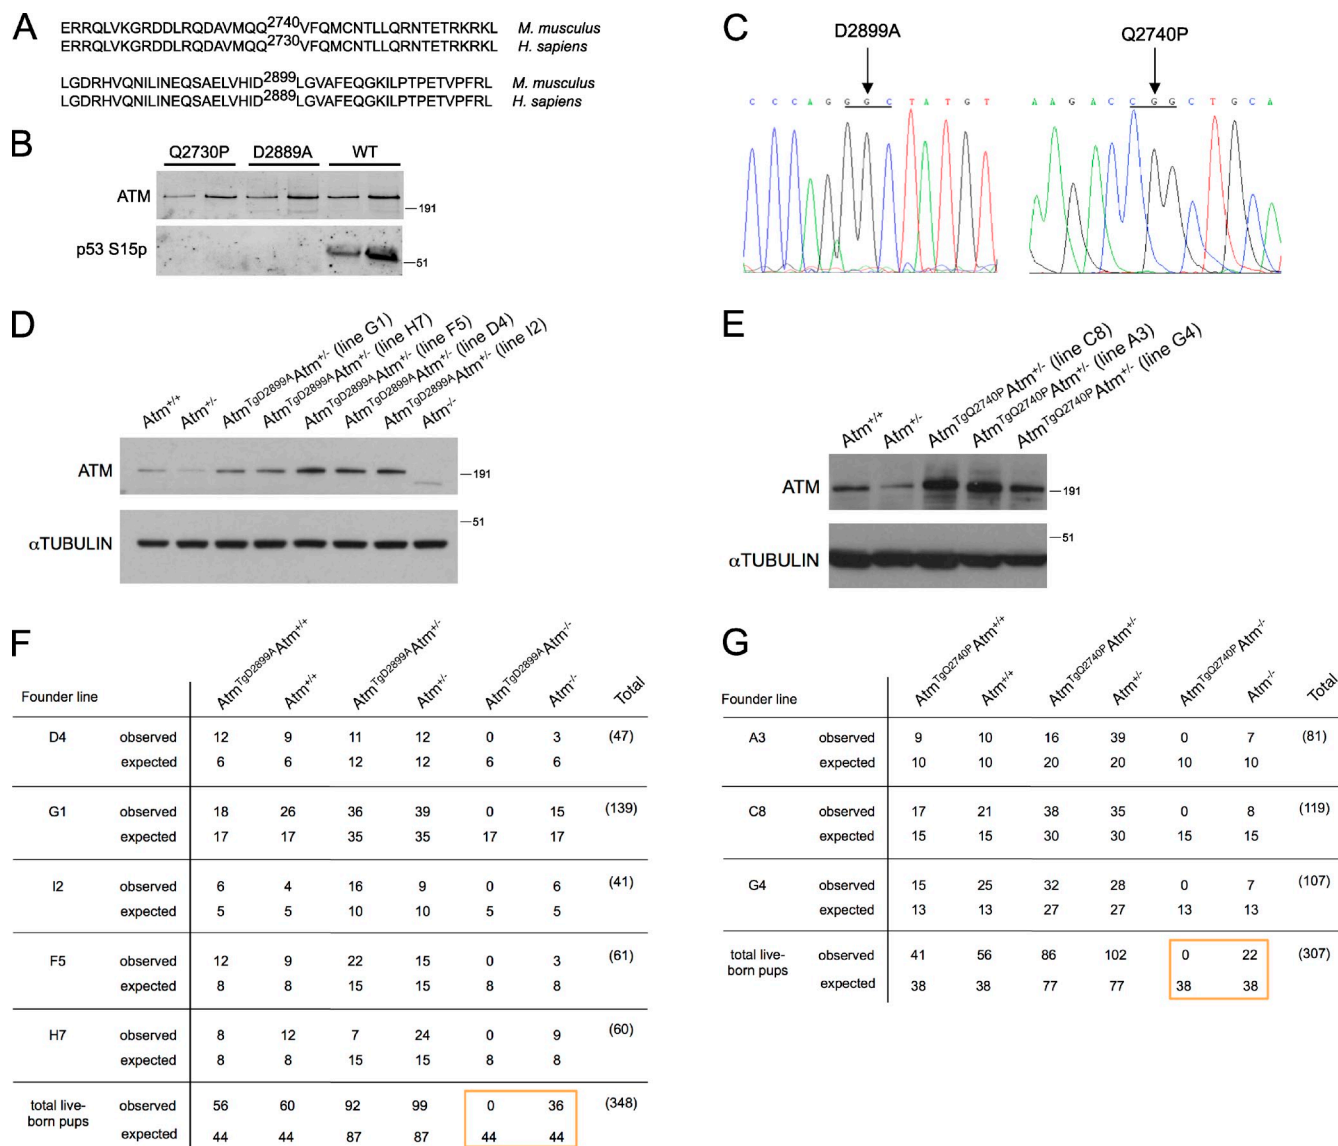 A
ERRQLVKGRDDLRQDAVMQQ2740VFQMCNTLLQRNTETRKRKL M. musculus
ERRQLVKGRDDLRQDAVMQQ2730VFQMCNTLLQRNTETRKRKL H. sapiens
LGDRHVQNILINEQSAELVHID2899LGVAFEQGKILPTPETVPFRL M. musculus
LGDRHVQNILINEQSAELVHID2889LGVAFEQGKILPTPETVPFRL H. sapiens
B
Q2730P D2889A WT
ATM
191
p53 S15p
51
C
D2899A Q2740P
C C C A G G G C T A T G T
A A G A C C G G C T G C A
D
Atm+/+
Atm+/-
AtmTgD2899AAtm+/- (line G1)
AtmTgD2899AAtm+/- (line H7)
AtmTgD2899AAtm+/- (line F5)
AtmTgD2899AAtm+/- (line D4)
AtmTgD2899AAtm+/- (line I2)
Atm-/-
ATM
191
51
αTUBULIN
E
Atm+/+
Atm+/-
AtmTgQ2740PAtm+/- (line C8)
AtmTgQ2740PAtm+/- (line A3)
AtmTgQ2740PAtm+/- (line G4)
ATM
191
51
αTUBULIN
F
Founder line AtmTgD2899AAtm+/+ Atm+/+ AtmTgD2899AAtm+/- Atm+/- AtmTgD2899AAtm-/- Atm-/- Total
D4 observed 12 9 11 12 0 3 (47)
expected 6 6 12 12 6 6
G1 observed 18 26 36 39 0 15 (139)
expected 17 17 35 35 17 17
I2 observed 6 4 16 9 0 6 (41)
expected 5 5 10 10 5 5
F5 observed 12 9 22 15 0 3 (61)
expected 8 8 15 15 8 8
H7 observed 8 12 7 24 0 9 (60)
expected 8 8 15 15 8 8
total live-born pups observed 56 60 92 99 0 36 (348)
expected 44 44 87 87 44 44
G
Founder line AtmTgQ2740PAtm+/+ Atm+/+ AtmTgQ2740PAtm+/- Atm+/- AtmTgQ2740PAtm-/- Atm-/- Total
A3 observed 9 10 16 39 0 7 (81)
expected 10 10 20 20 10 10
C8 observed 17 21 38 35 0 8 (119)
expected 15 15 30 30 15 15
G4 observed 15 25 32 28 0 7 (107)
expected 13 13 27 27 13 13
total live-born pups observed 41 56 86 102 0 22 (307)
expected 38 38 77 77 38 38